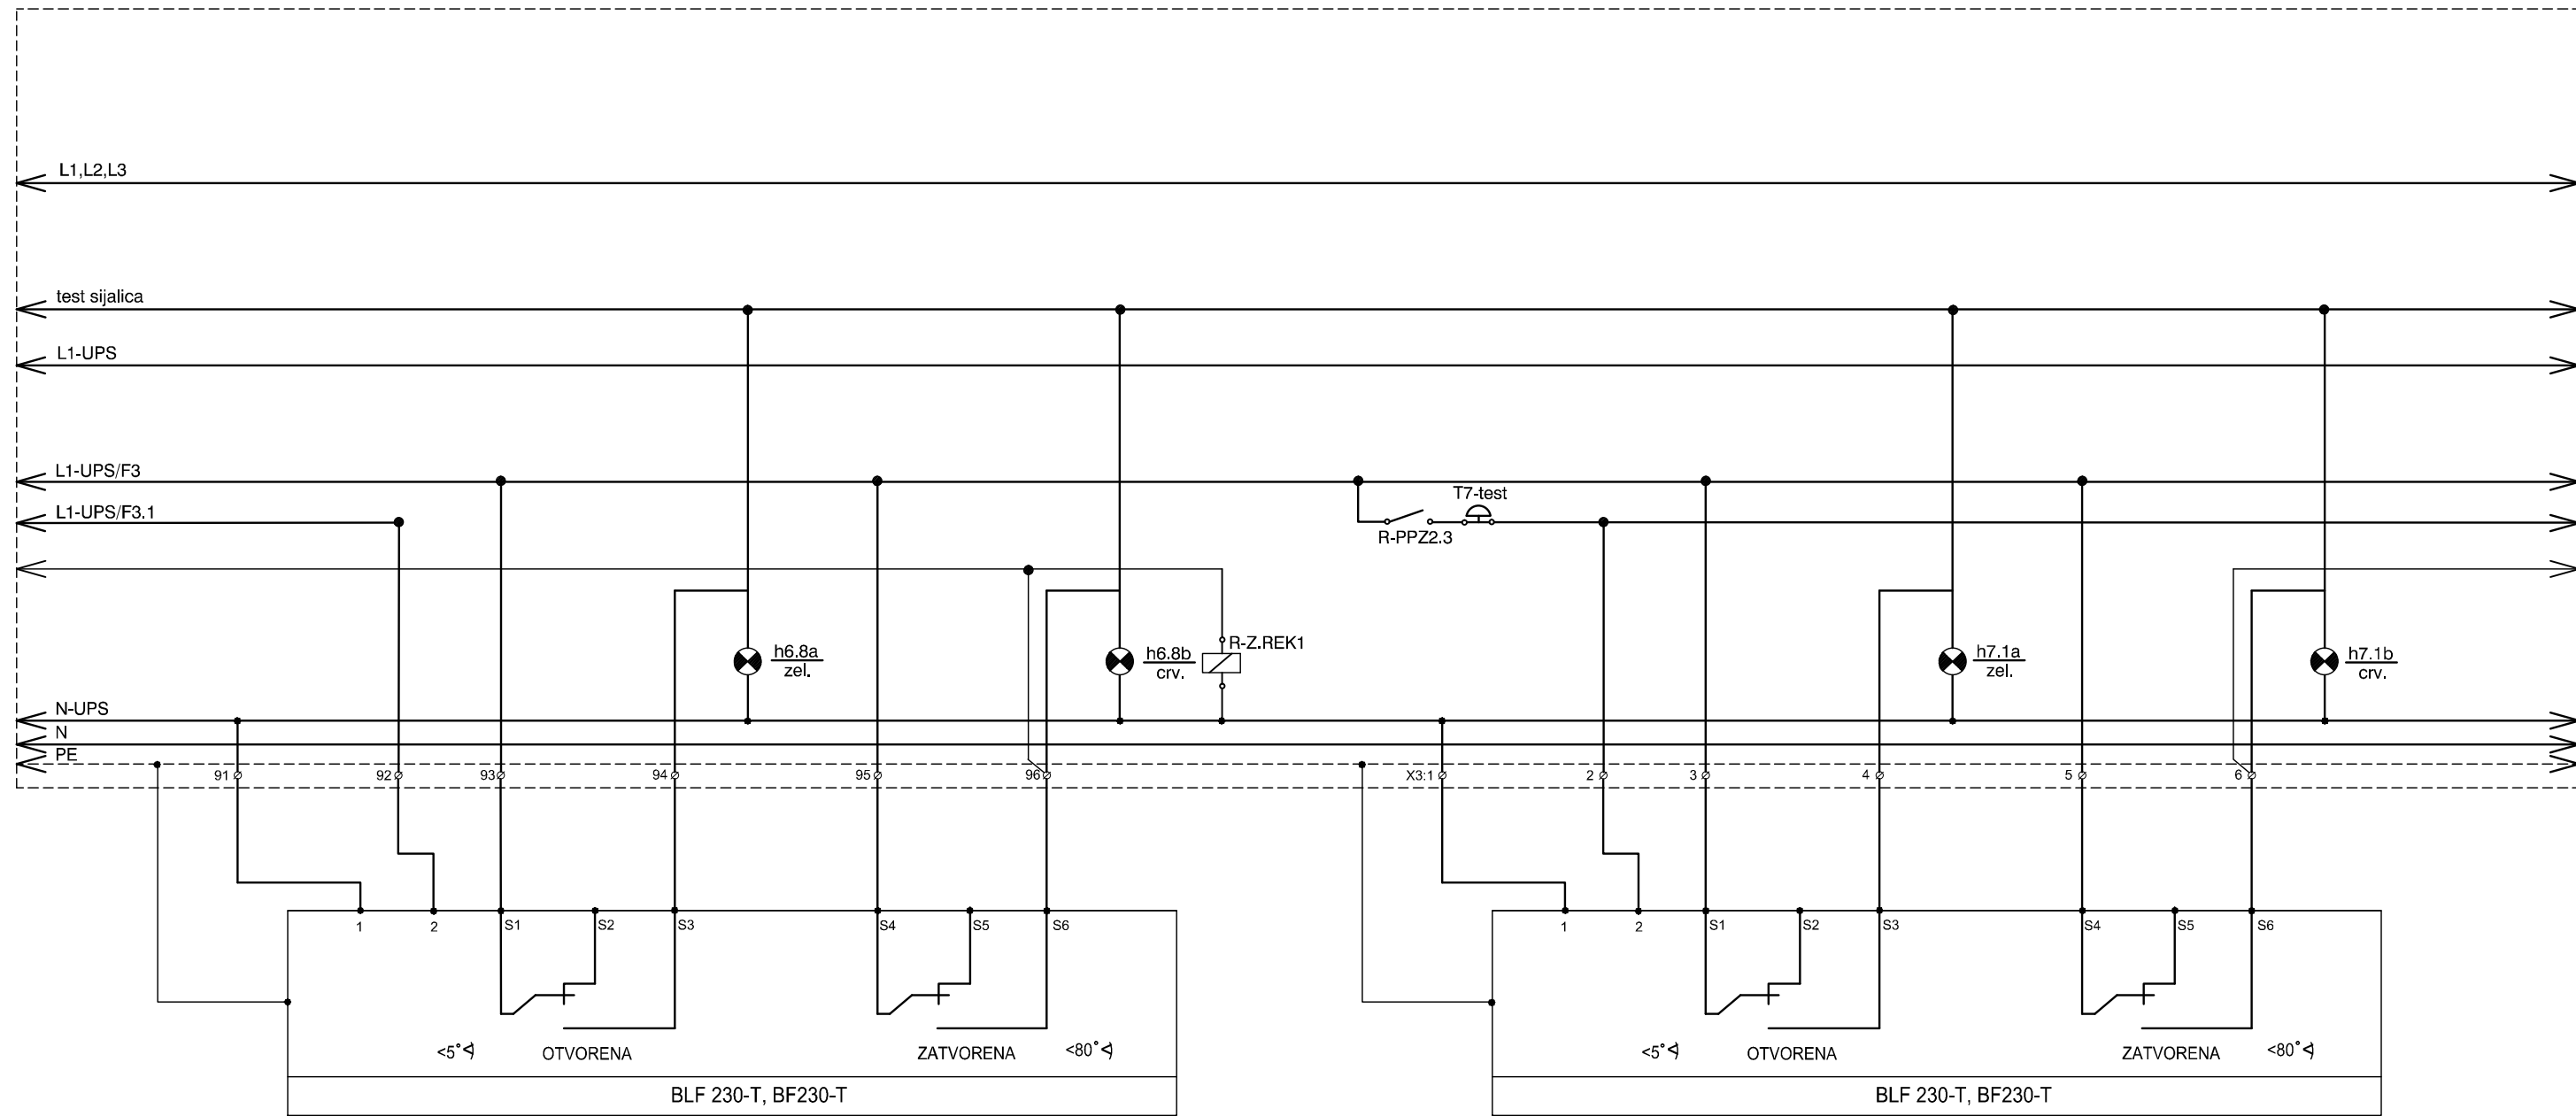 L1,L2,L3
test sijalica
L1-UPS
L1-UPS/F3
T7-test
L1-UPS/F3.1
R-PPZ2.3
R-Z.REK1
h6.8a
zel.
h6.8b
crv.
h7.1a
zel.
h7.1b
crv.
N-UPS
N
PE
91 92 93 94 95 96 X3:1 2 3 4 5 6
1 2 S1 S2 S3 S4 S5 S6 1 2 S1 S2 S3 S4 S5 S6
<5° OTVORENA ZATVORENA <80° <5° OTVORENA ZATVORENA <80°
BLF 230-T, BF230-T BLF 230-T, BF230-T